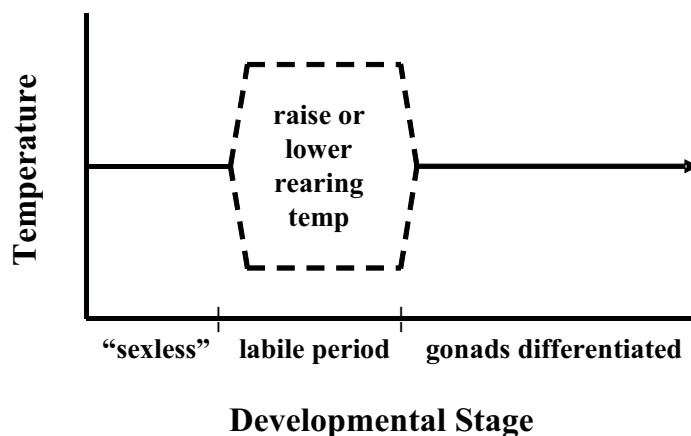 Temperature
raise or
lower
rearing
temp
“sexless”
labile period
gonads differentiated
Developmental Stage